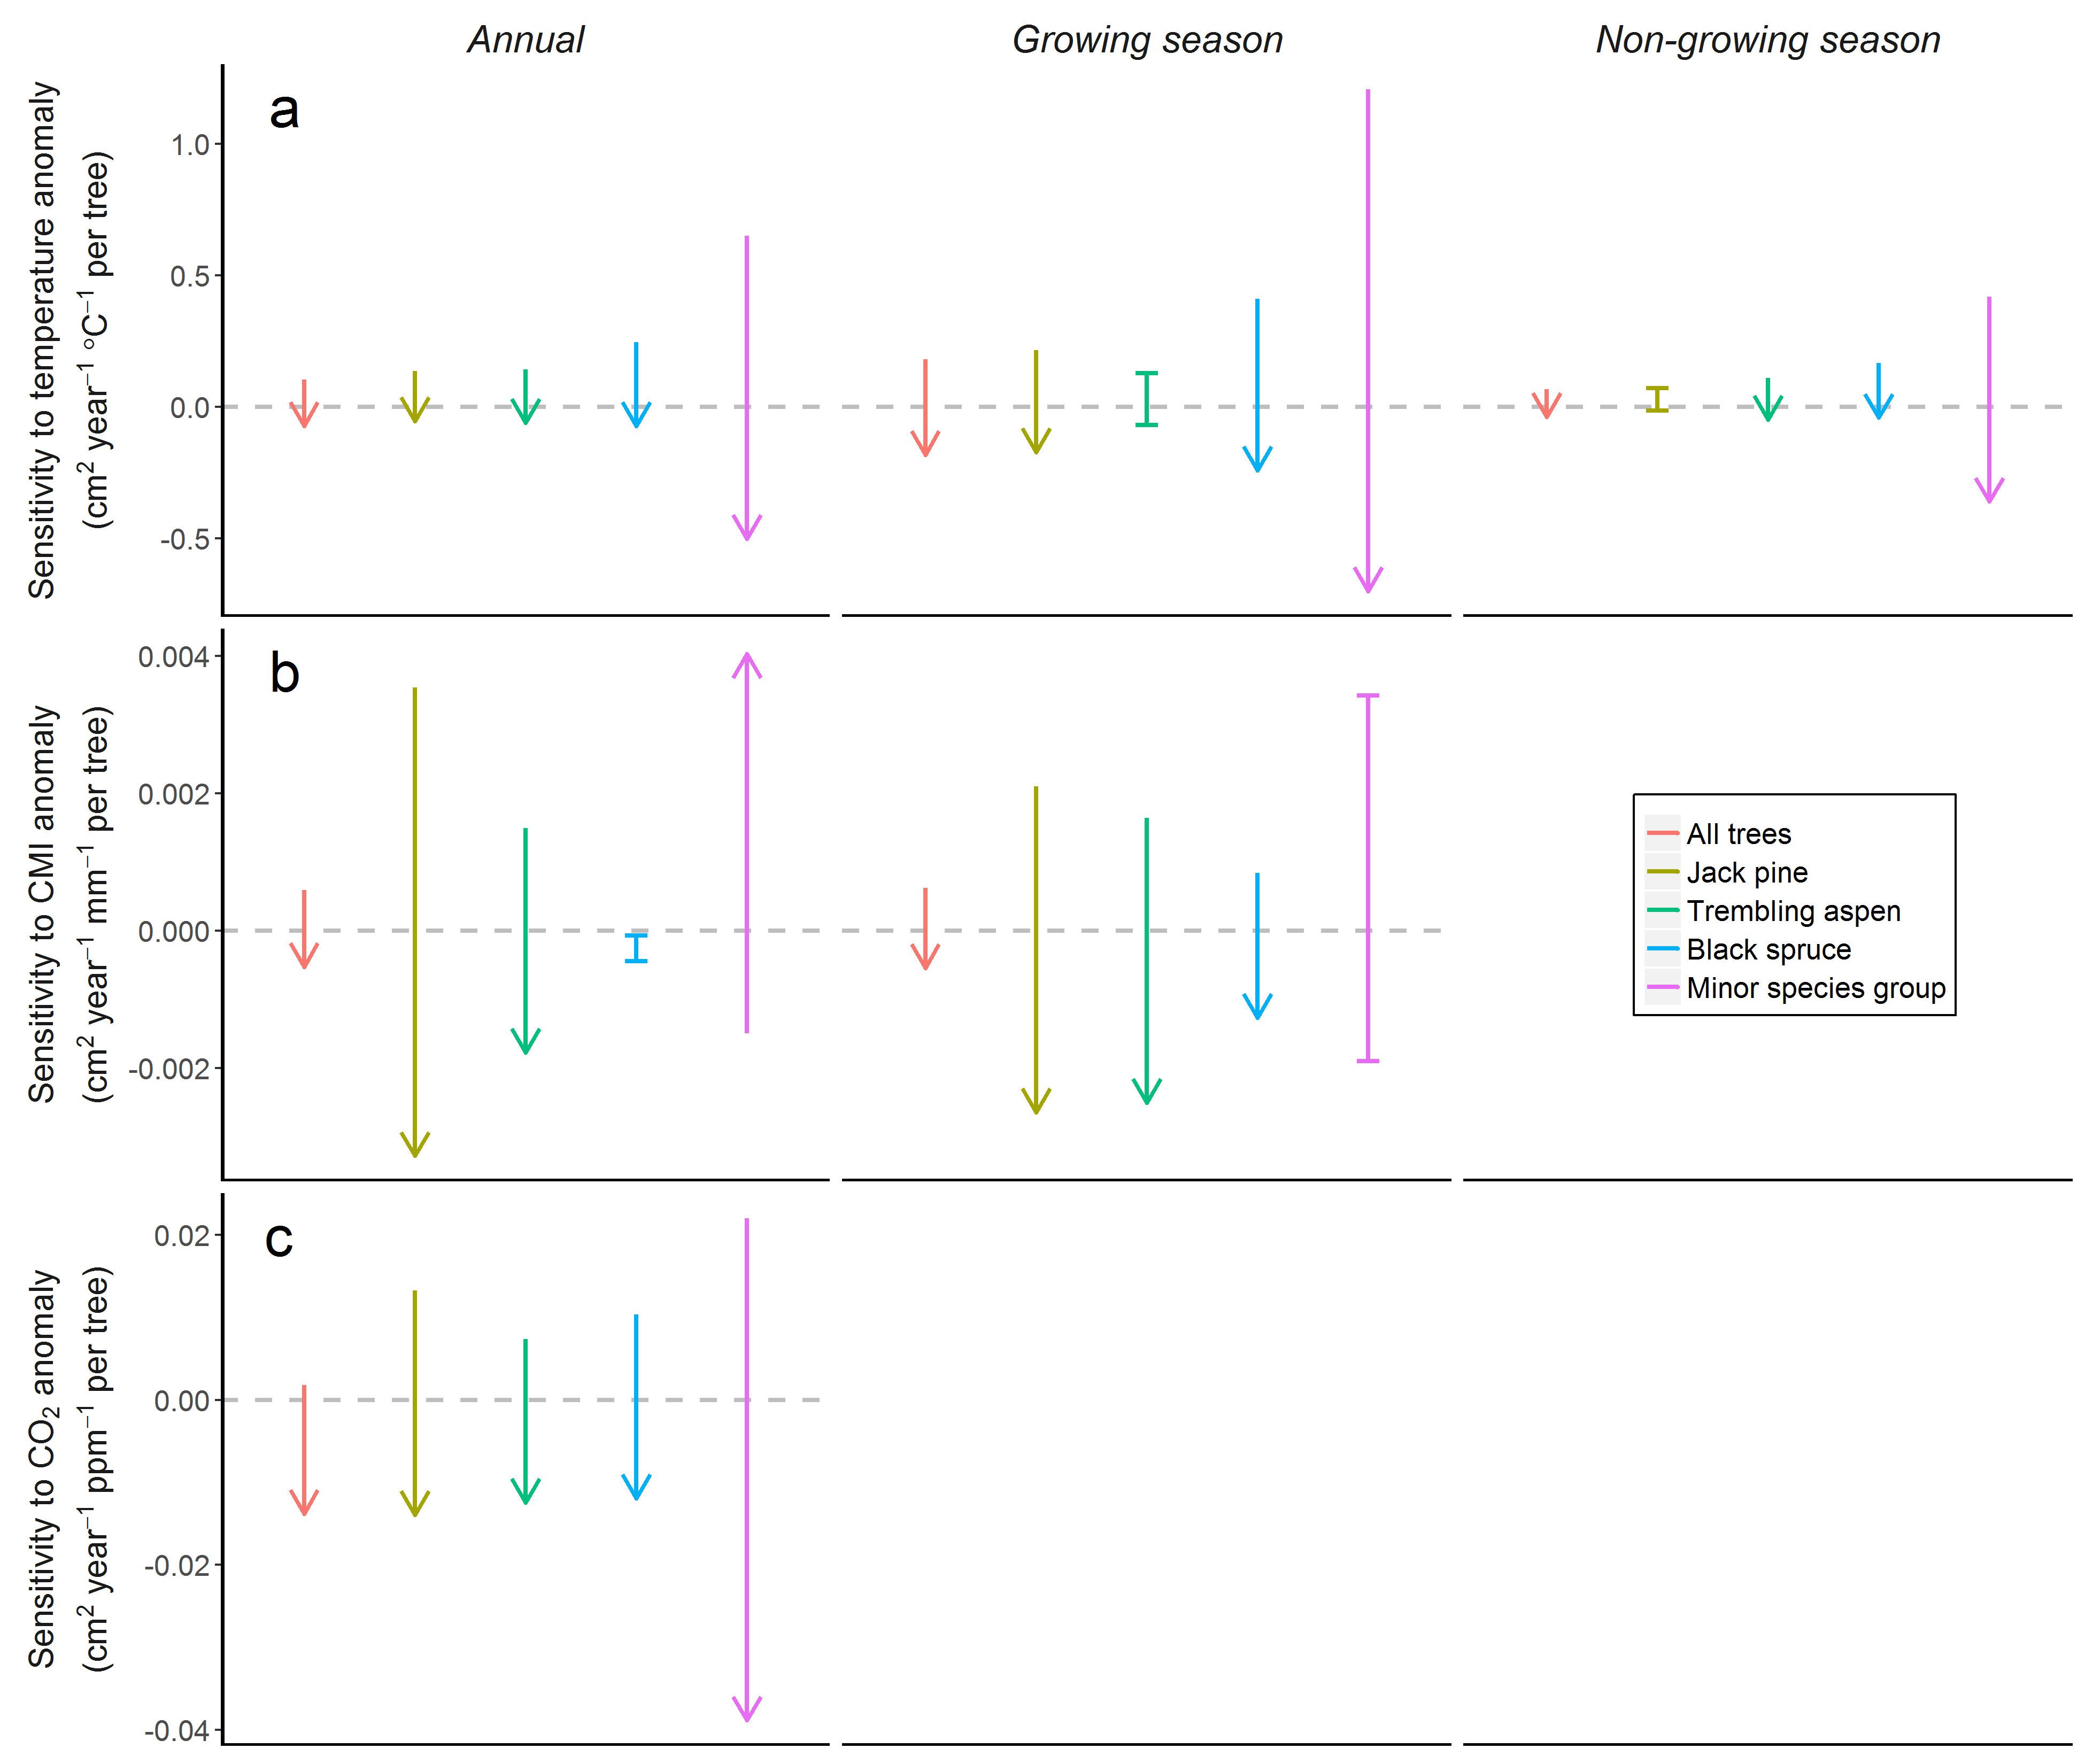 Annual
Growing season
Non-growing season
a
Sensitivity to temperature anomaly
(cm² year⁻¹ °C⁻¹ per tree)
1.0
0.5
0.0
-0.5
b
Sensitivity to CMI anomaly
(cm² year⁻¹ mm⁻¹ per tree)
0.004
0.002
0.000
-0.002
All trees
Jack pine
Trembling aspen
Black spruce
Minor species group
c
Sensitivity to CO₂ anomaly
(cm² year⁻¹ ppm⁻¹ per tree)
0.02
0.00
-0.02
-0.04